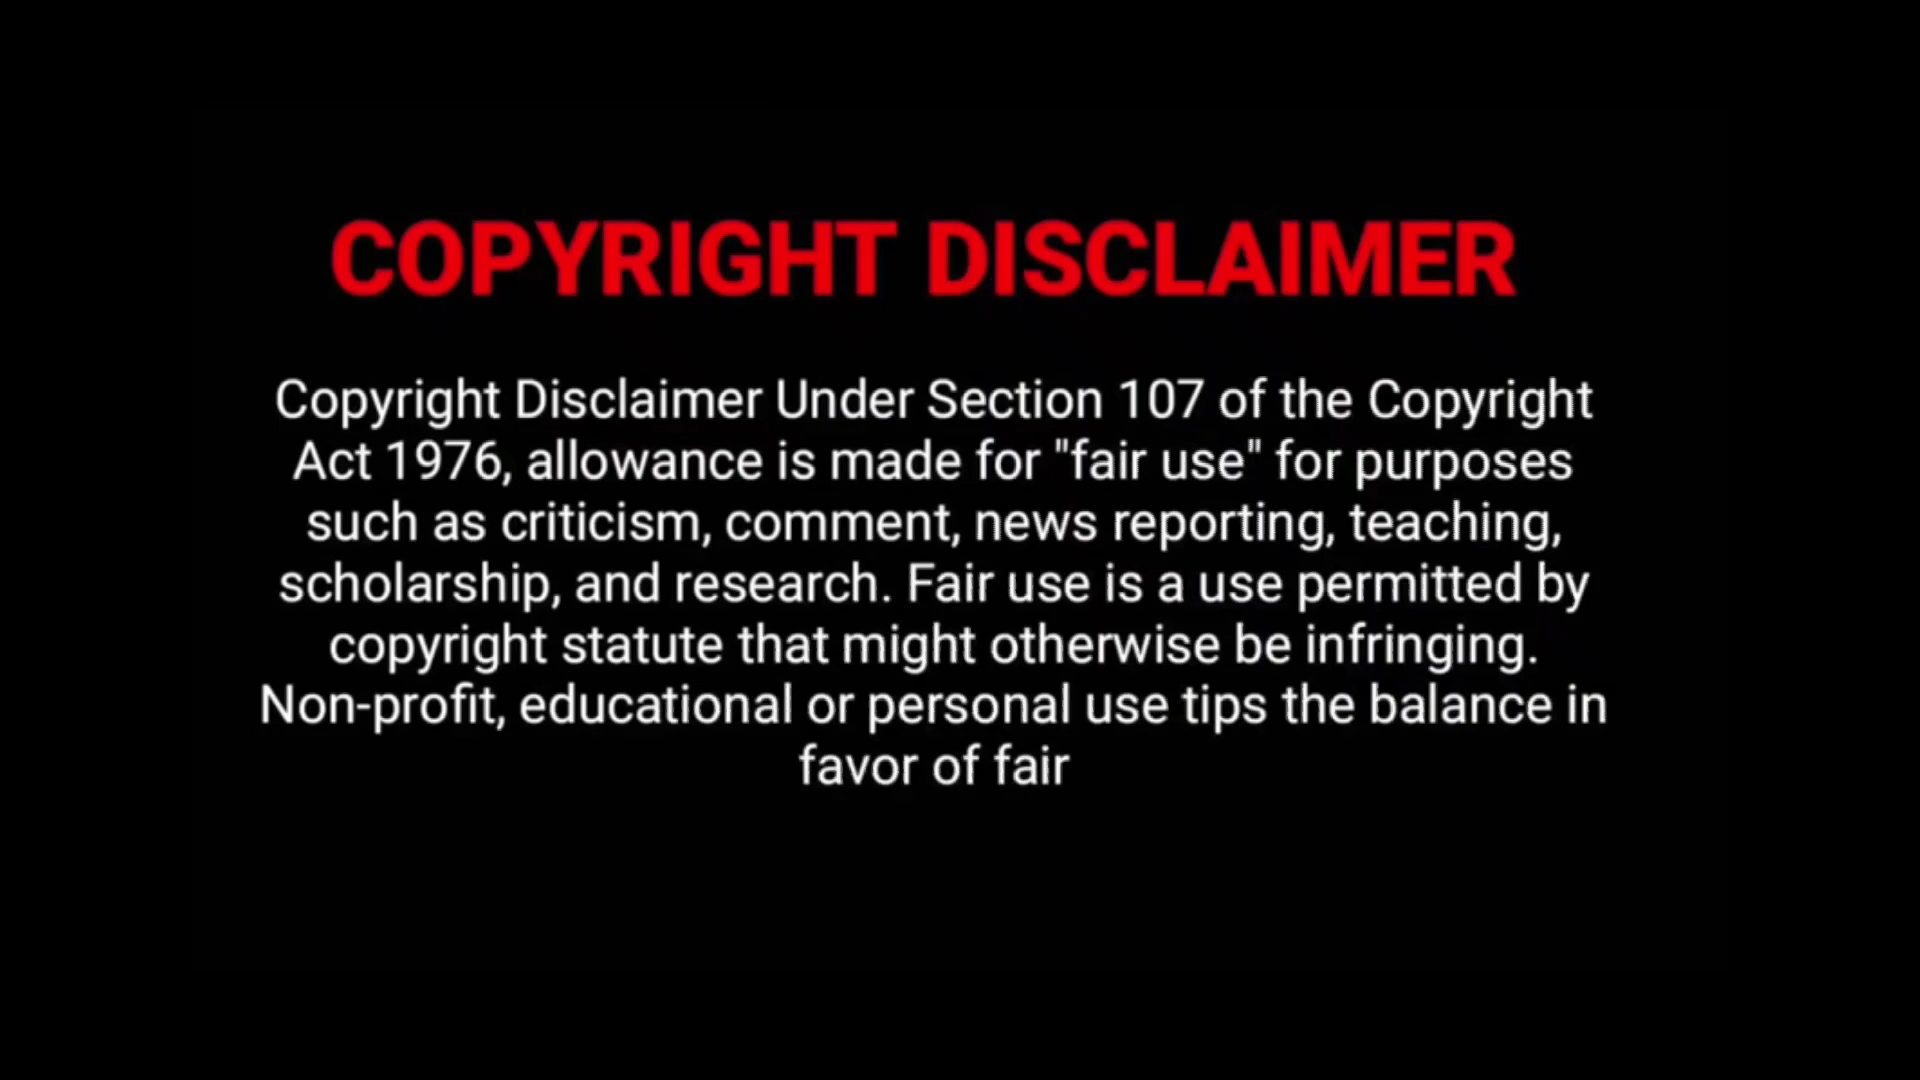 COPYRIGHT DISCLAIMER
Copyright Disclaimer Under Section 107 of the Copyright
Act 1976, allowance is made for "fair use" for purposes
such as criticism, comment, news reporting, teaching,
scholarship, and research. Fair use is a use permitted by
copyright statute that might otherwise be infringing.
Non-profit, educational or personal use tips the balance in
favor of fair